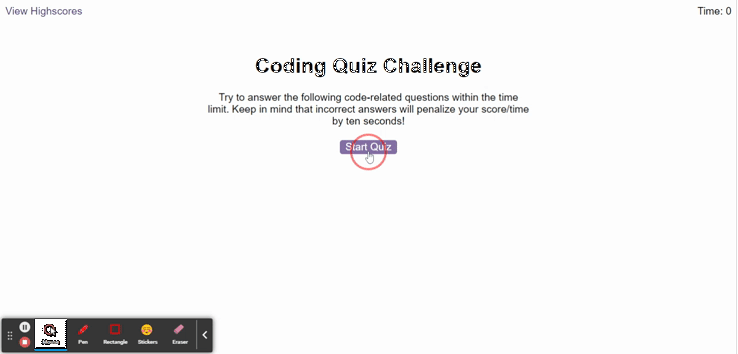 View Highscores
Time: 0
Coding Quiz Challenge
Try to answer the following code-related questions within the time
limit. Keep in mind that incorrect answers will penalize your score/time
by ten seconds!
Start Quiz
Pen
Rectangle
Stickers
Eraser